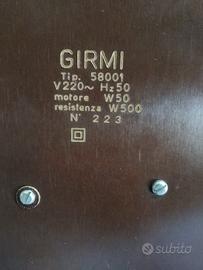 GIRMI
Tip. 58001
V220~ Hz50
motore W50
resistenza W500
N° 223
subito